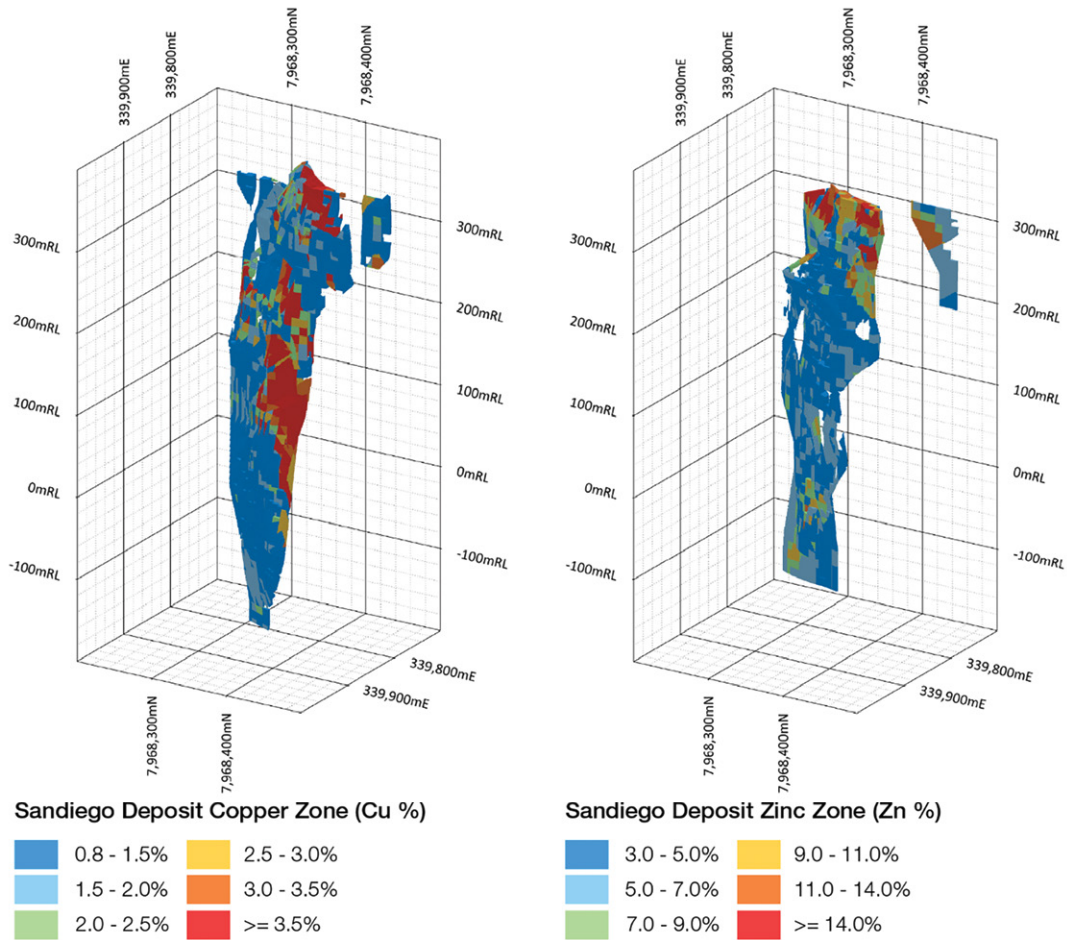 339,900mE
339,800mE
7,968,300mN
7,968,400mN
300mRL
200mRL
100mRL
0mRL
-100mRL
300mRL
200mRL
100mRL
0mRL
-100mRL
339,800mE
339,900mE
7,968,300mN
7,968,400mN
339,900mE
339,800mE
7,968,300mN
7,968,400mN
300mRL
200mRL
100mRL
0mRL
-100mRL
300mRL
200mRL
100mRL
0mRL
-100mRL
339,800mE
339,900mE
7,968,300mN
7,968,400mN
Sandiego Deposit Copper Zone (Cu %)
0.8 - 1.5% 2.5 - 3.0%
1.5 - 2.0% 3.0 - 3.5%
2.0 - 2.5% >= 3.5%
Sandiego Deposit Zinc Zone (Zn %)
3.0 - 5.0% 9.0 - 11.0%
5.0 - 7.0% 11.0 - 14.0%
7.0 - 9.0% >= 14.0%